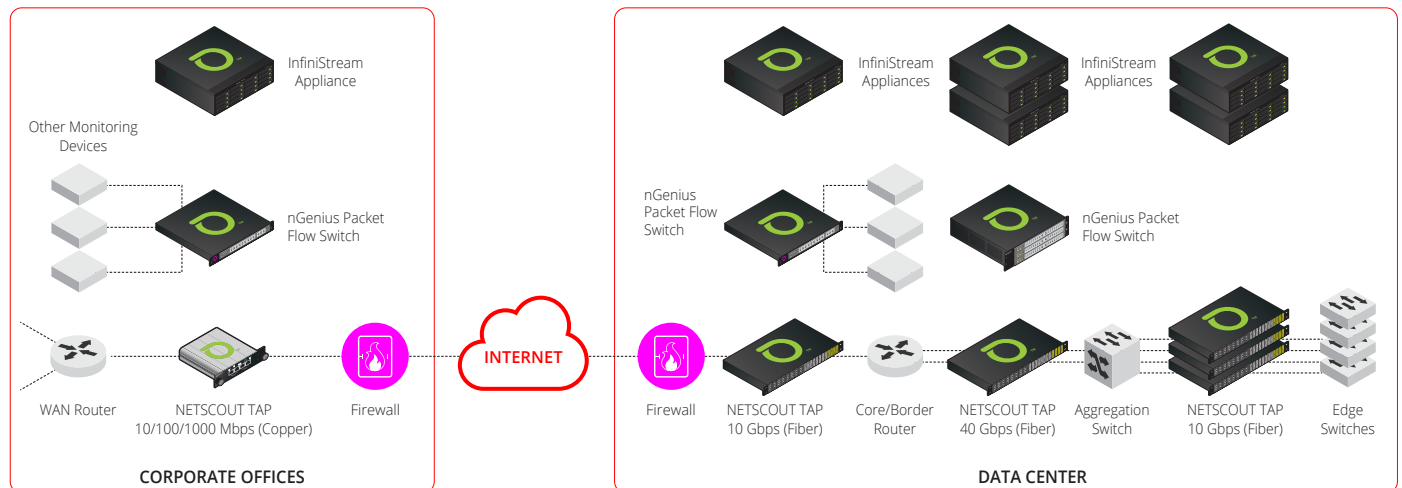 InfiniStream
Appliance
Other Monitoring
Devices
nGenius Packet
Flow Switch
WAN Router
NETSCOUT TAP
10/100/1000 Mbps (Copper)
Firewall
CORPORATE OFFICES
INTERNET
InfiniStream
Appliances
InfiniStream
Appliances
nGenius
Packet Flow
Switch
nGenius Packet
Flow Switch
Firewall
NETSCOUT TAP
10 Gbps (Fiber)
Core/Border
Router
NETSCOUT TAP
40 Gbps (Fiber)
Aggregation
Switch
NETSCOUT TAP
10 Gbps (Fiber)
Edge
Switches
DATA CENTER